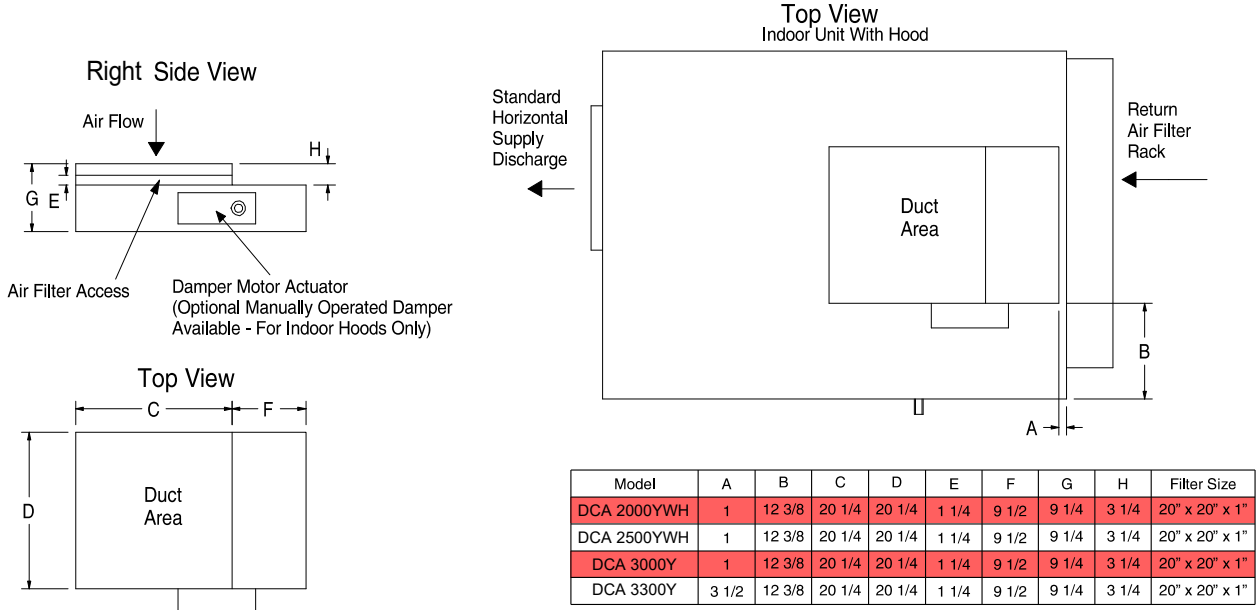 Top View
Indoor Unit With Hood
Right Side View
Air Flow
H
G
E
Air Filter Access
Damper Motor Actuator
(Optional Manually Operated Damper
Available - For Indoor Hoods Only)
Standard
Horizontal
Supply
Discharge
Return
Air Filter
Rack
Duct
Area
B
A
Top View
C
F
D
Duct
Area
Model A B C D E F G H Filter Size
DCA 2000YWH 1 12 3/8 20 1/4 20 1/4 1 1/4 9 1/2 9 1/4 3 1/4 20” x 20” x 1”
DCA 2500YWH 1 12 3/8 20 1/4 20 1/4 1 1/4 9 1/2 9 1/4 3 1/4 20” x 20” x 1”
DCA 3000Y 1 12 3/8 20 1/4 20 1/4 1 1/4 9 1/2 9 1/4 3 1/4 20” x 20” x 1”
DCA 3300Y 3 1/2 12 3/8 20 1/4 20 1/4 1 1/4 9 1/2 9 1/4 3 1/4 20” x 20” x 1”